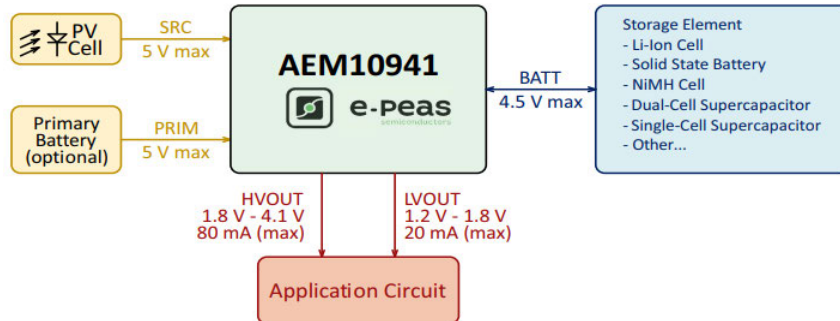 PV
Cell
SRC
5 V max
Primary
Battery
(optional)
PRIM
5 V max
AEM10941
e-peas
semiconductors
BATT
4.5 V max
Storage Element
- Li-Ion Cell
- Solid State Battery
- NiMH Cell
- Dual-Cell Supercapacitor
- Single-Cell Supercapacitor
- Other...
HVOUT
1.8 V - 4.1 V
80 mA (max)
LVOUT
1.2 V - 1.8 V
20 mA (max)
Application Circuit